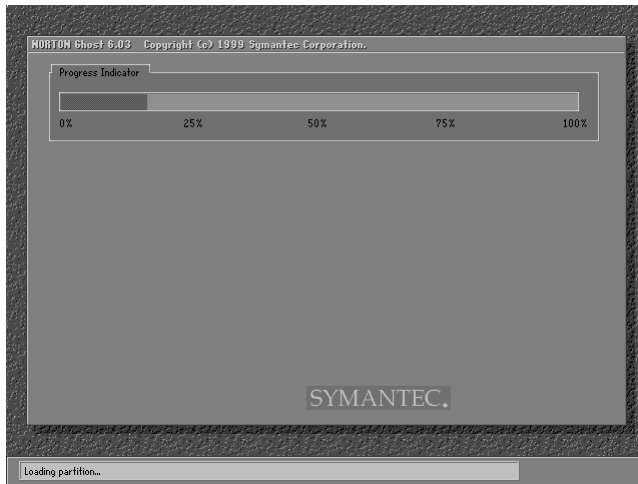 NORTON Ghost 6.03 Copyright (c) 1999 Symantec Corporation.
Progress Indicator
0% 25% 50% 75% 100%
SYMANTEC.
Loading partition...